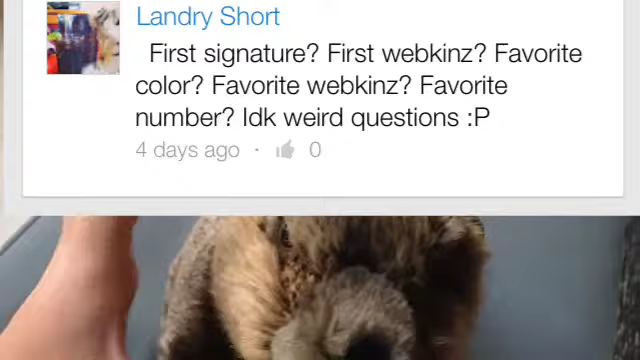 Landry Short
First signature? First webkinz? Favorite
color? Favorite webkinz? Favorite
number? Idk weird questions :P
4 days ago · 0